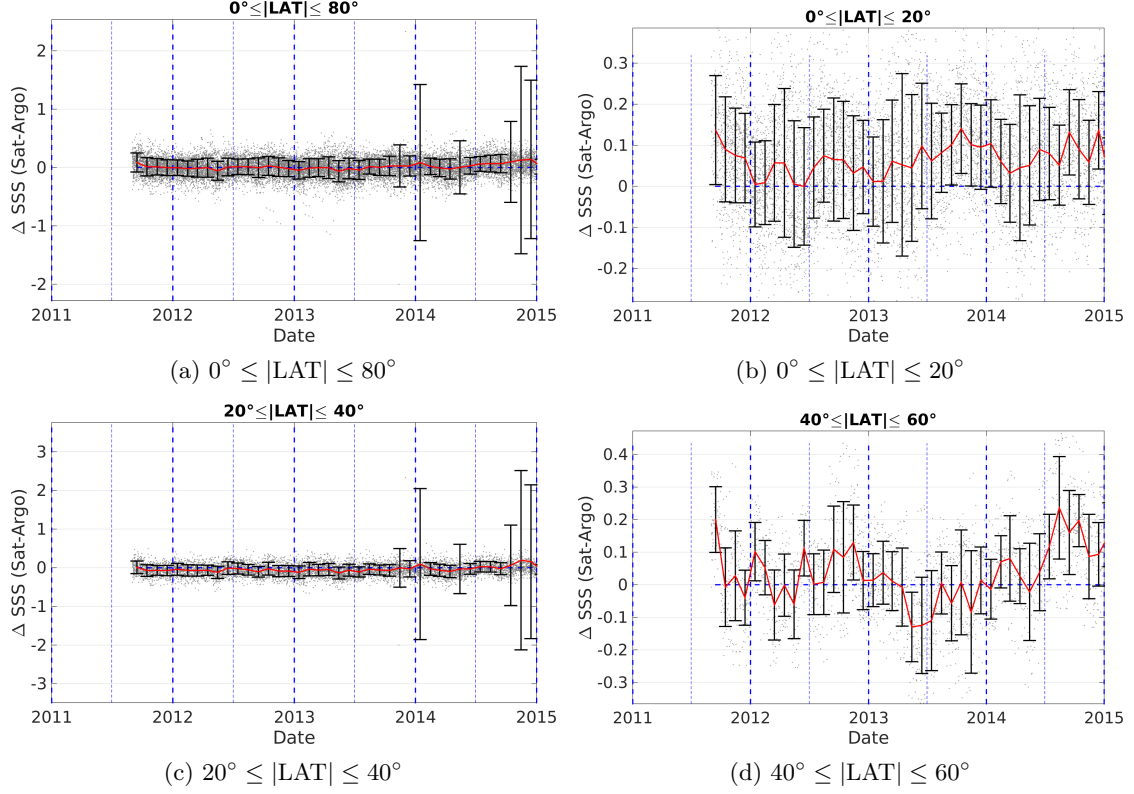 0°≤|LAT|≤ 80°
2
1
0
-1
-2
Δ SSS (Sat-Argo)
2011 2012 2013 2014 2015
Date
(a) 0° ≤ |LAT| ≤ 80°
0°≤|LAT|≤ 20°
0.3
0.2
0.1
0
-0.1
-0.2
Δ SSS (Sat-Argo)
2011 2012 2013 2014 2015
Date
(b) 0° ≤ |LAT| ≤ 20°
20°≤|LAT|≤ 40°
3
2
1
0
-1
-2
-3
Δ SSS (Sat-Argo)
2011 2012 2013 2014 2015
Date
(c) 20° ≤ |LAT| ≤ 40°
40°≤|LAT|≤ 60°
0.4
0.3
0.2
0.1
0
-0.1
-0.2
-0.3
Δ SSS (Sat-Argo)
2011 2012 2013 2014 2015
Date
(d) 40° ≤ |LAT| ≤ 60°